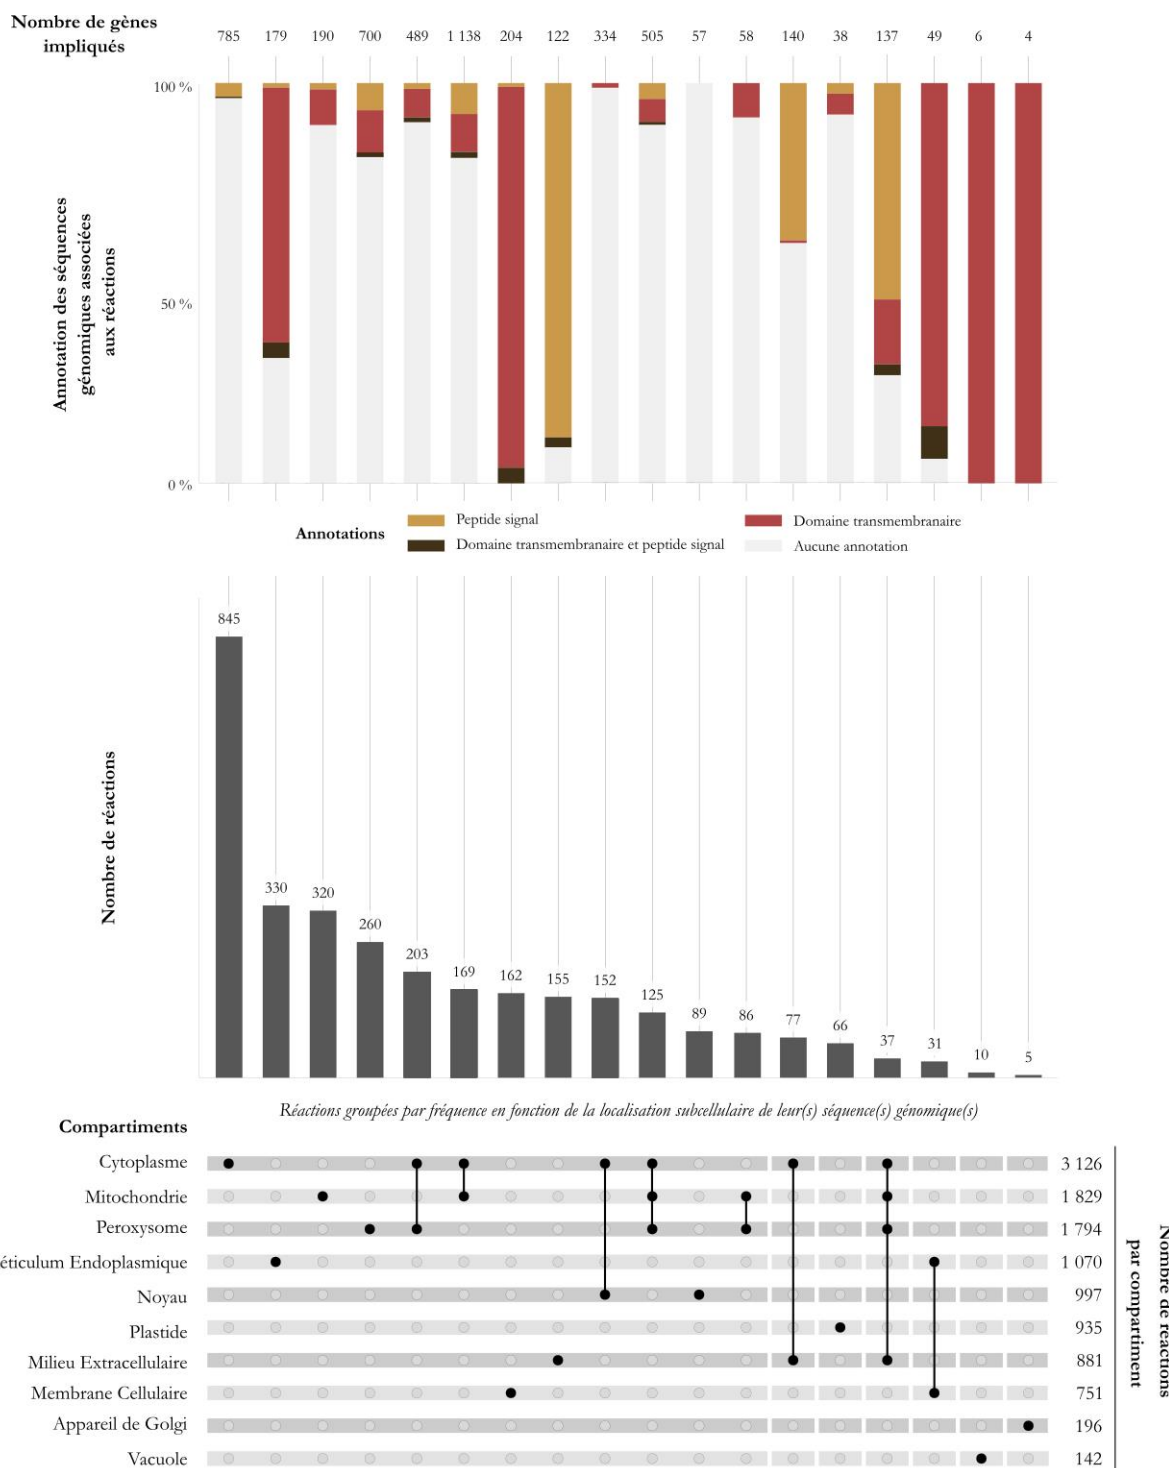 Nombre de gènes
impliqués
785 179 190 700 489 1 138 204 122 334 505 57 58 140 38 137 49 6 4
100 %
50 %
0 %
Annotation des séquences
génomiques associées
aux réactions
Annotations
Peptide signal
Domaine transmembranaire
Domaine transmembranaire et peptide signal
Aucune annotation
Nombre de réactions
845
330
320
260
203
169
162
155
152
125
89
86
77
66
37
31
10
5
Réactions groupées par fréquence en fonction de la localisation subcellulaire de leur(s) séquence(s) génomique(s)
Compartiments
Cytoplasme 3 126
Mitochondrie 1 829
Peroxysome 1 794
éticulum Endoplasmique 1 070
Noyau 997
Plastide 935
Milieu Extracellulaire 881
Membrane Cellulaire 751
Appareil de Golgi 196
Vacuole 142
Nombre de réactions
par compartiment